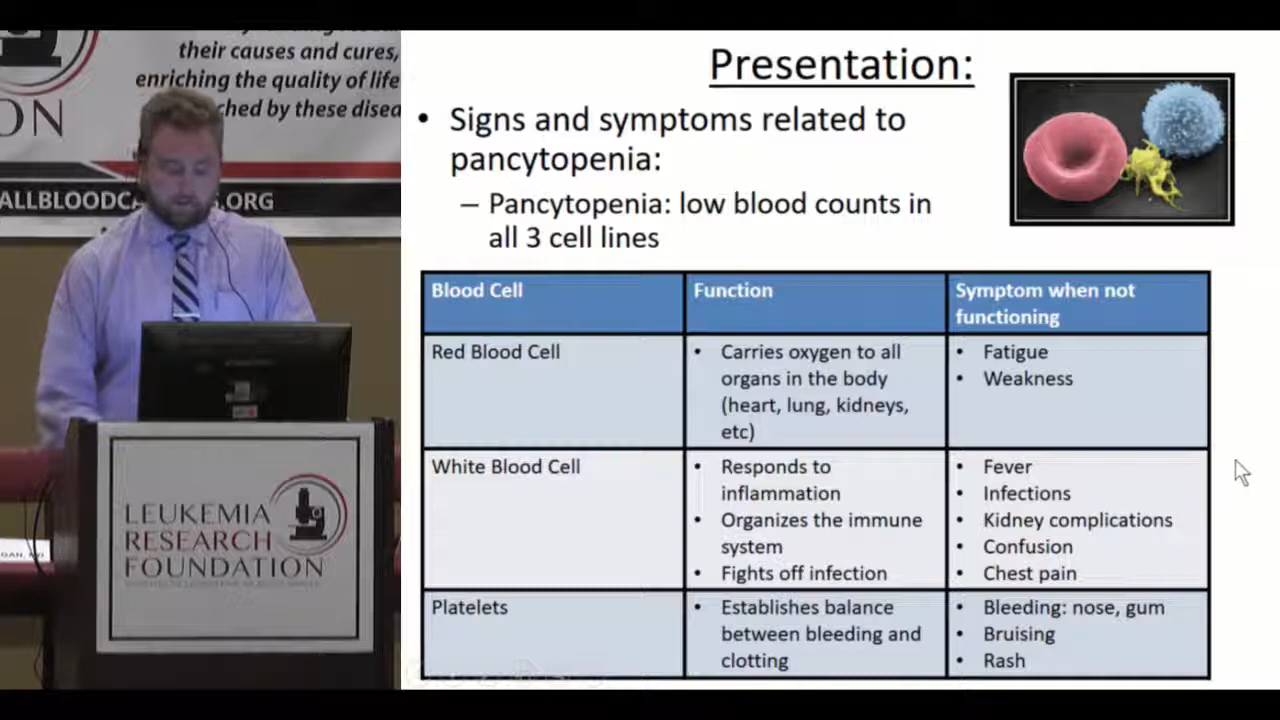 their causes and cures,
enriching the quality of life
ched by these disea
ON
ALLBLOODCA
S.ORG
LEUKEMIA
RESEARCH
FOUNDATION
Presentation:
• Signs and symptoms related to
pancytopenia:
– Pancytopenia: low blood counts in
all 3 cell lines
Blood Cell
Function
Symptom when not
functioning
Red Blood Cell
• Carries oxygen to all
organs in the body
(heart, lung, kidneys,
etc)
• Fatigue
• Weakness
White Blood Cell
• Responds to
inflammation
• Organizes the immune
system
• Fights off infection
• Fever
• Infections
• Kidney complications
• Confusion
• Chest pain
Platelets
• Establishes balance
between bleeding and
clotting
• Bleeding: nose, gum
• Bruising
• Rash